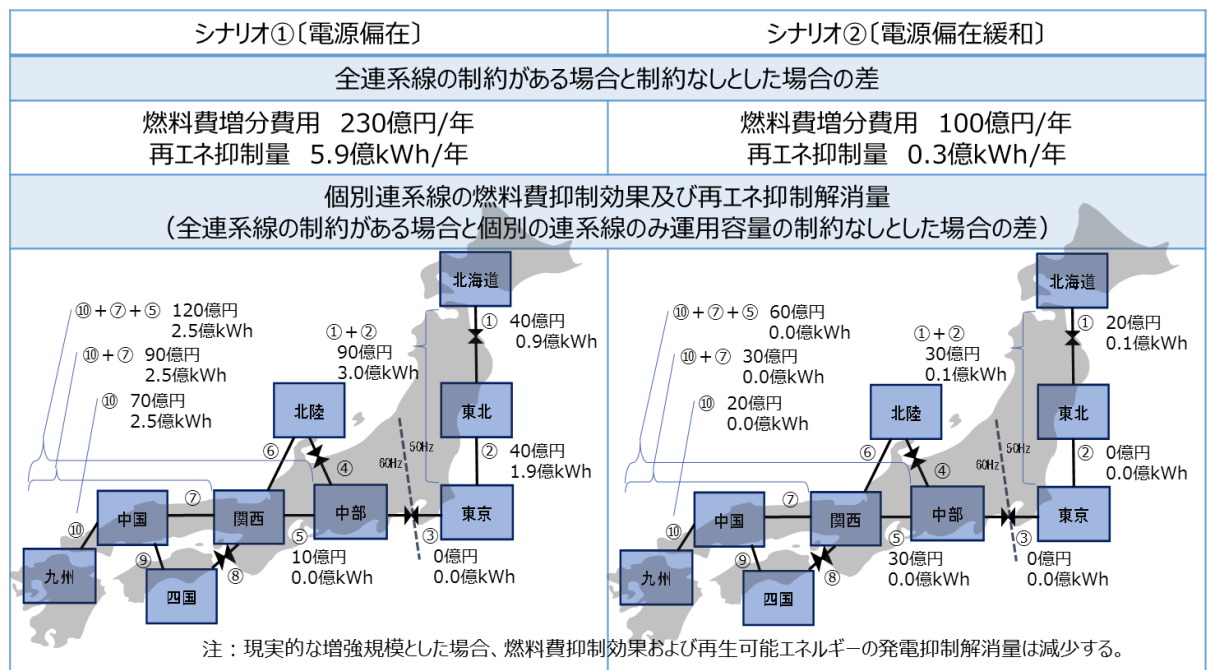 シナリオ①〔電源偏在〕
シナリオ②〔電源偏在緩和〕
全連系線の制約がある場合と制約なしとした場合の差
燃料費増分費用 230億円/年
再エネ抑制量 5.9億kWh/年
燃料費増分費用 100億円/年
再エネ抑制量 0.3億kWh/年
個別連系線の燃料費抑制効果及び再エネ抑制解消量
（全連系線の制約がある場合と個別の連系線のみ運用容量の制約なしとした場合の差）
北海道
⑩＋⑦＋⑤ 120億円
2.5億kWh
①＋②
90億円
3.0億kWh
① 40億円
0.9億kWh
⑩＋⑦ 90億円
2.5億kWh
⑩ 70億円
2.5億kWh
北陸
東北
⑥
④
60Hz
50Hz
② 40億円
1.9億kWh
中国
⑦
関西
中部
東京
⑩
⑤
③
⑨
⑧
九州
四国
10億円
0.0億kWh
0億円
0.0億kWh
北海道
⑩＋⑦＋⑤ 60億円
0.0億kWh
①＋②
30億円
0.1億kWh
① 20億円
0.1億kWh
⑩＋⑦ 30億円
0.0億kWh
⑩ 20億円
0.0億kWh
北陸
東北
⑥
④
60Hz
50Hz
② 0億円
0.0億kWh
中国
⑦
関西
中部
東京
⑩
⑤
③
⑨
⑧
九州
四国
30億円
0.0億kWh
0億円
0.0億kWh
注：現実的な増強規模とした場合、燃料費抑制効果および再生可能エネルギーの発電抑制解消量は減少する。